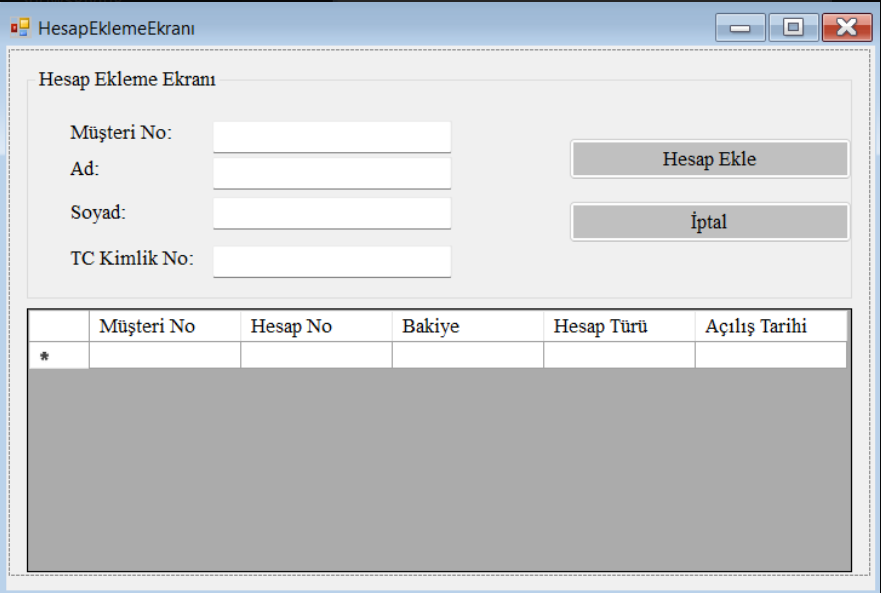 HesapEklemeEkranı
Hesap Ekleme Ekranı
Müşteri No:
Ad:
Soyad:
TC Kimlik No:
Hesap Ekle
İptal
Müşteri No Hesap No Bakiye Hesap Türü Açılış Tarihi
*